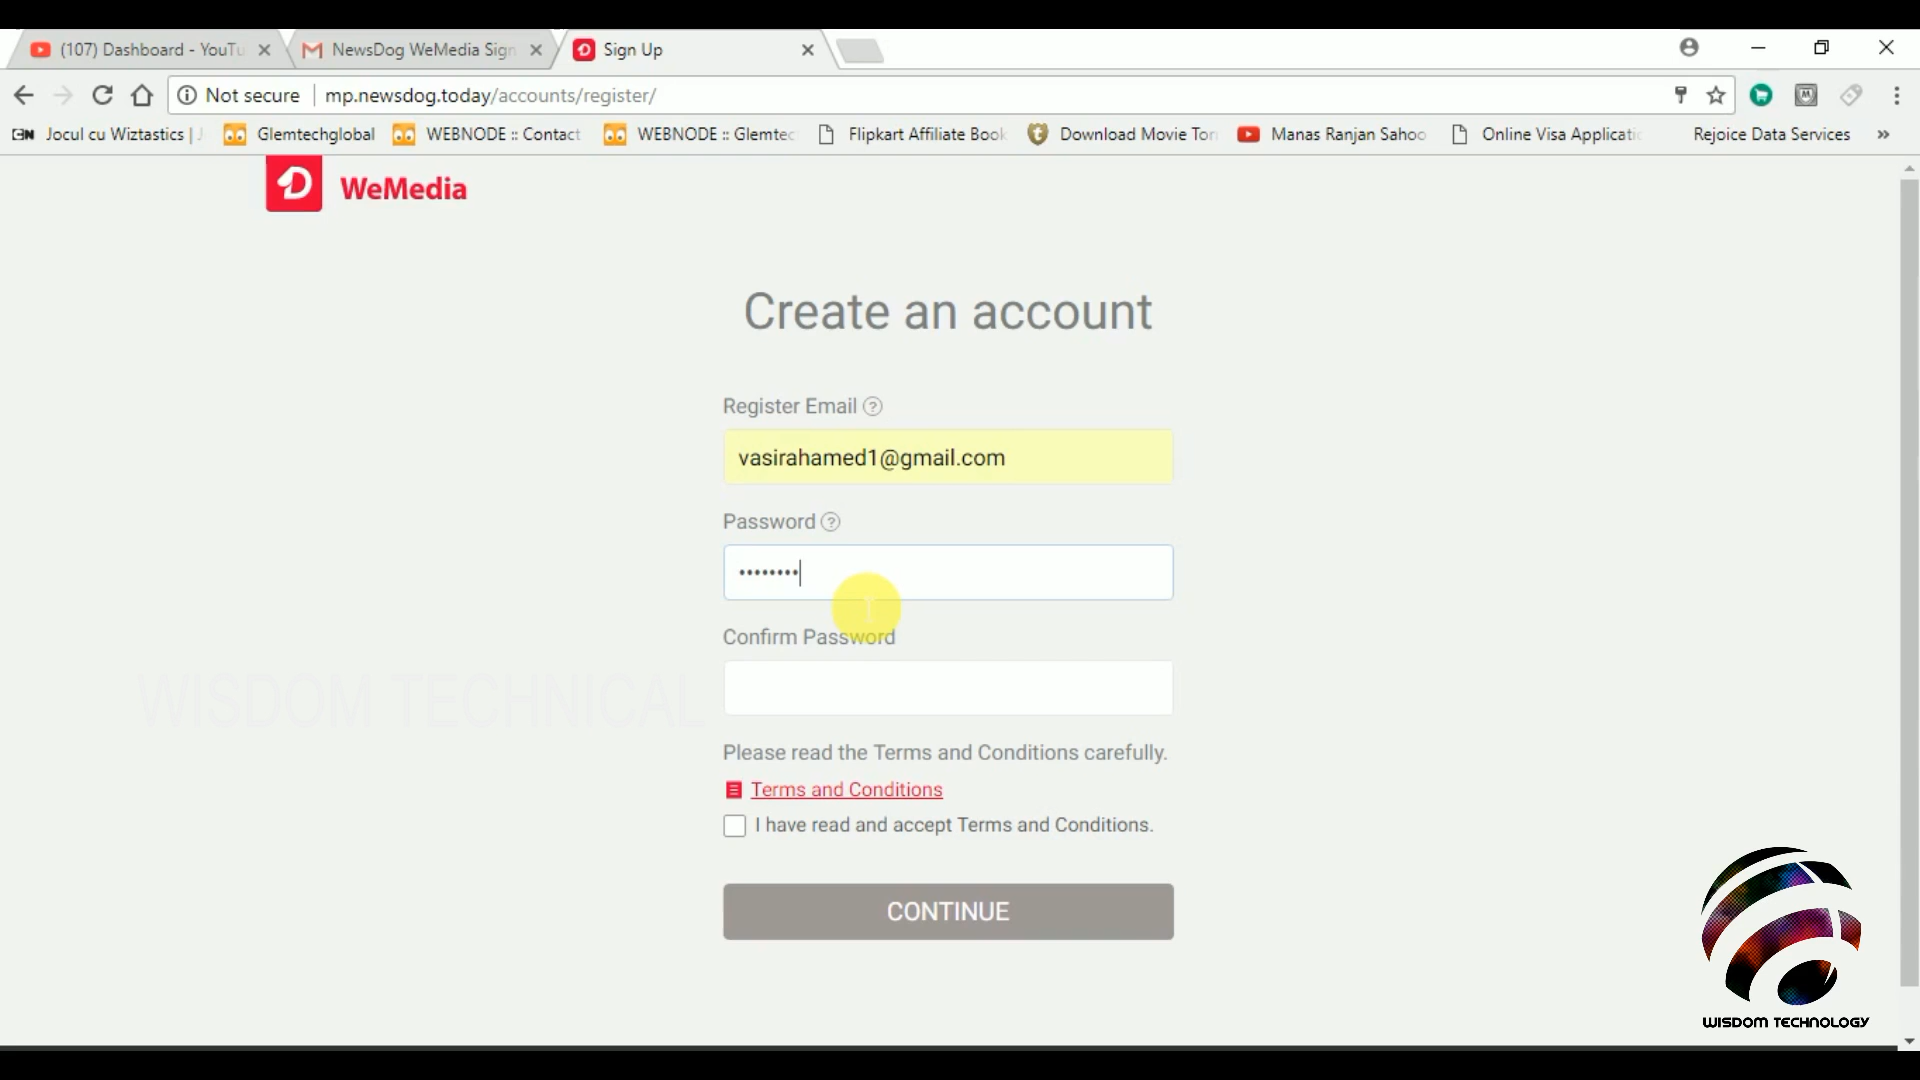 (107) Dashboard - YouTu
NewsDog WeMedia Sign
Sign Up
Not secure
mp.newsdog.today/accounts/register/
Jocul cu Wiztastics | J
Glemtechglobal
WEBNODE :: Contact
WEBNODE :: Glemtec
Flipkart Affiliate Book
Download Movie Torr
Manas Ranjan Sahoo
Online Visa Applicati
Rejoice Data Services
»
WeMedia
Create an account
Register Email ?
vasirahamed1@gmail.com
Password ?
••••••••
Confirm Password
WISDOM TECHNICAL
Please read the Terms and Conditions carefully.
Terms and Conditions
I have read and accept Terms and Conditions.
CONTINUE
WISDOM TECHNOLOGY